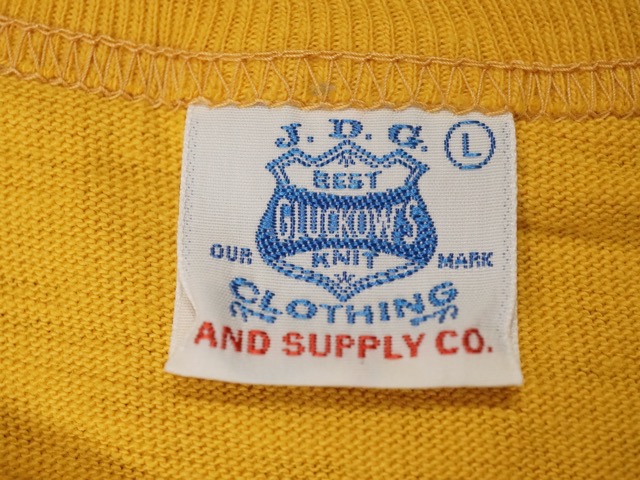 J.D.G.
L
BEST
GLUCKOW'S
OUR KNIT MARK
CLOTHING
AND SUPPLY CO.